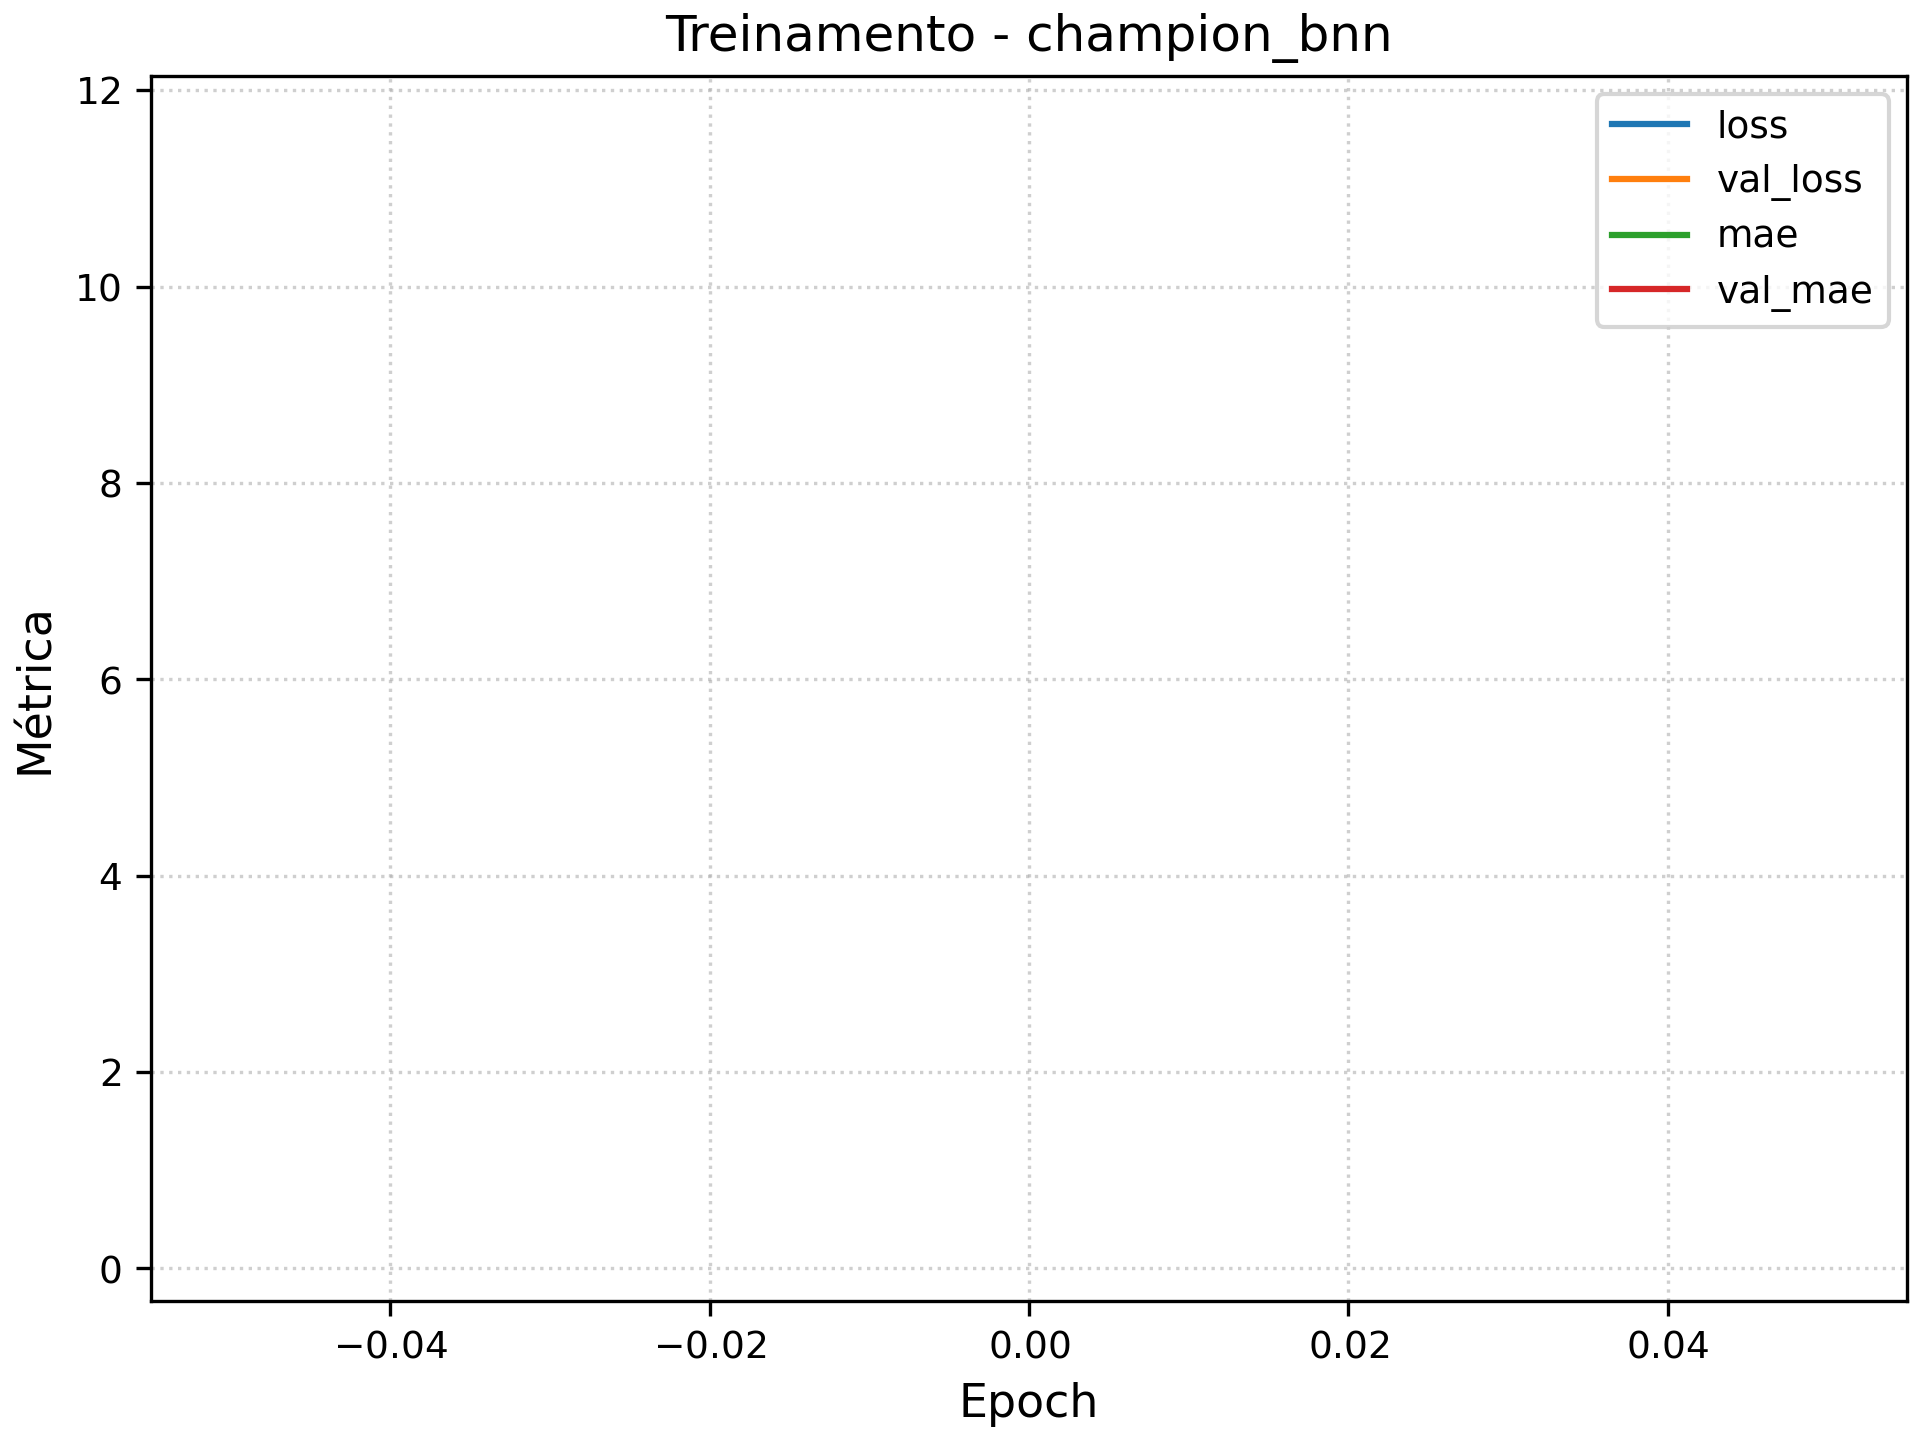 Treinamento - champion_bnn
12
10
8
6
4
2
0
Métrica
−0.04
−0.02
0.00
0.02
0.04
Epoch
loss
val_loss
mae
val_mae